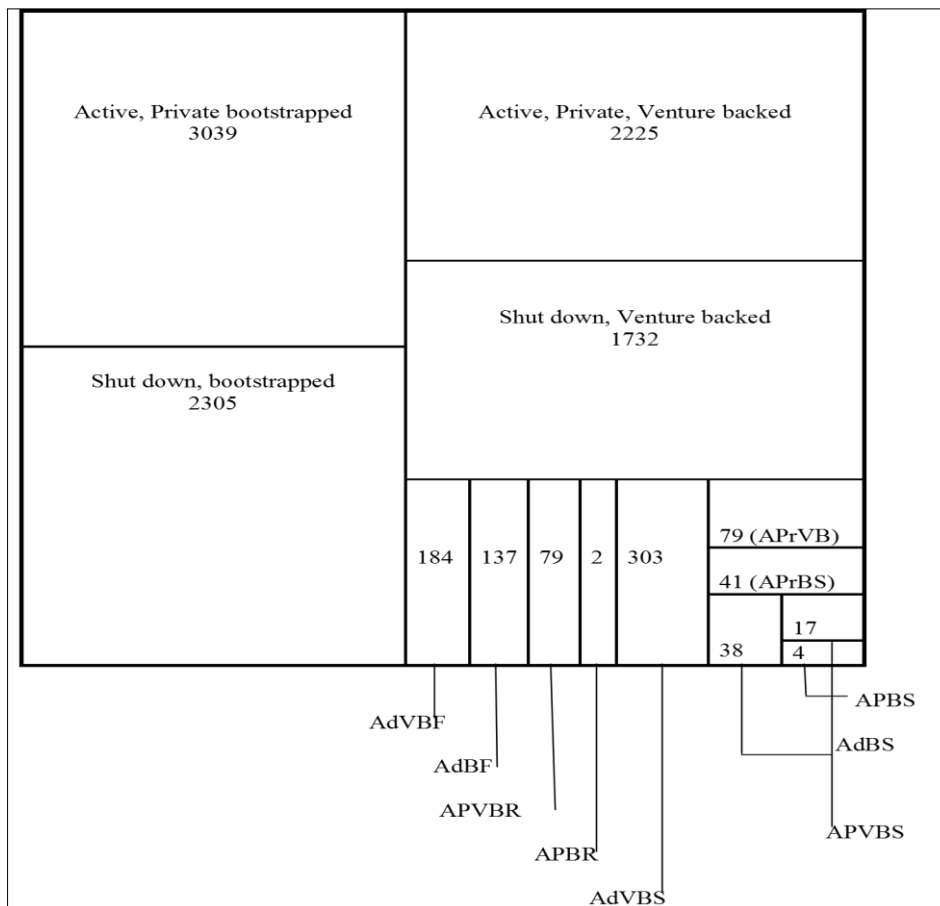 Active, Private bootstrapped
3039
Active, Private, Venture backed
2225
Shut down, Venture backed
1732
Shut down, bootstrapped
2305
184
137
79
2
303
79 (APrVB)
41 (APrBS)
38
17
4
APBS
AdVBF
AdBS
AdBF
APVBR
APVBS
APBR
AdVBS